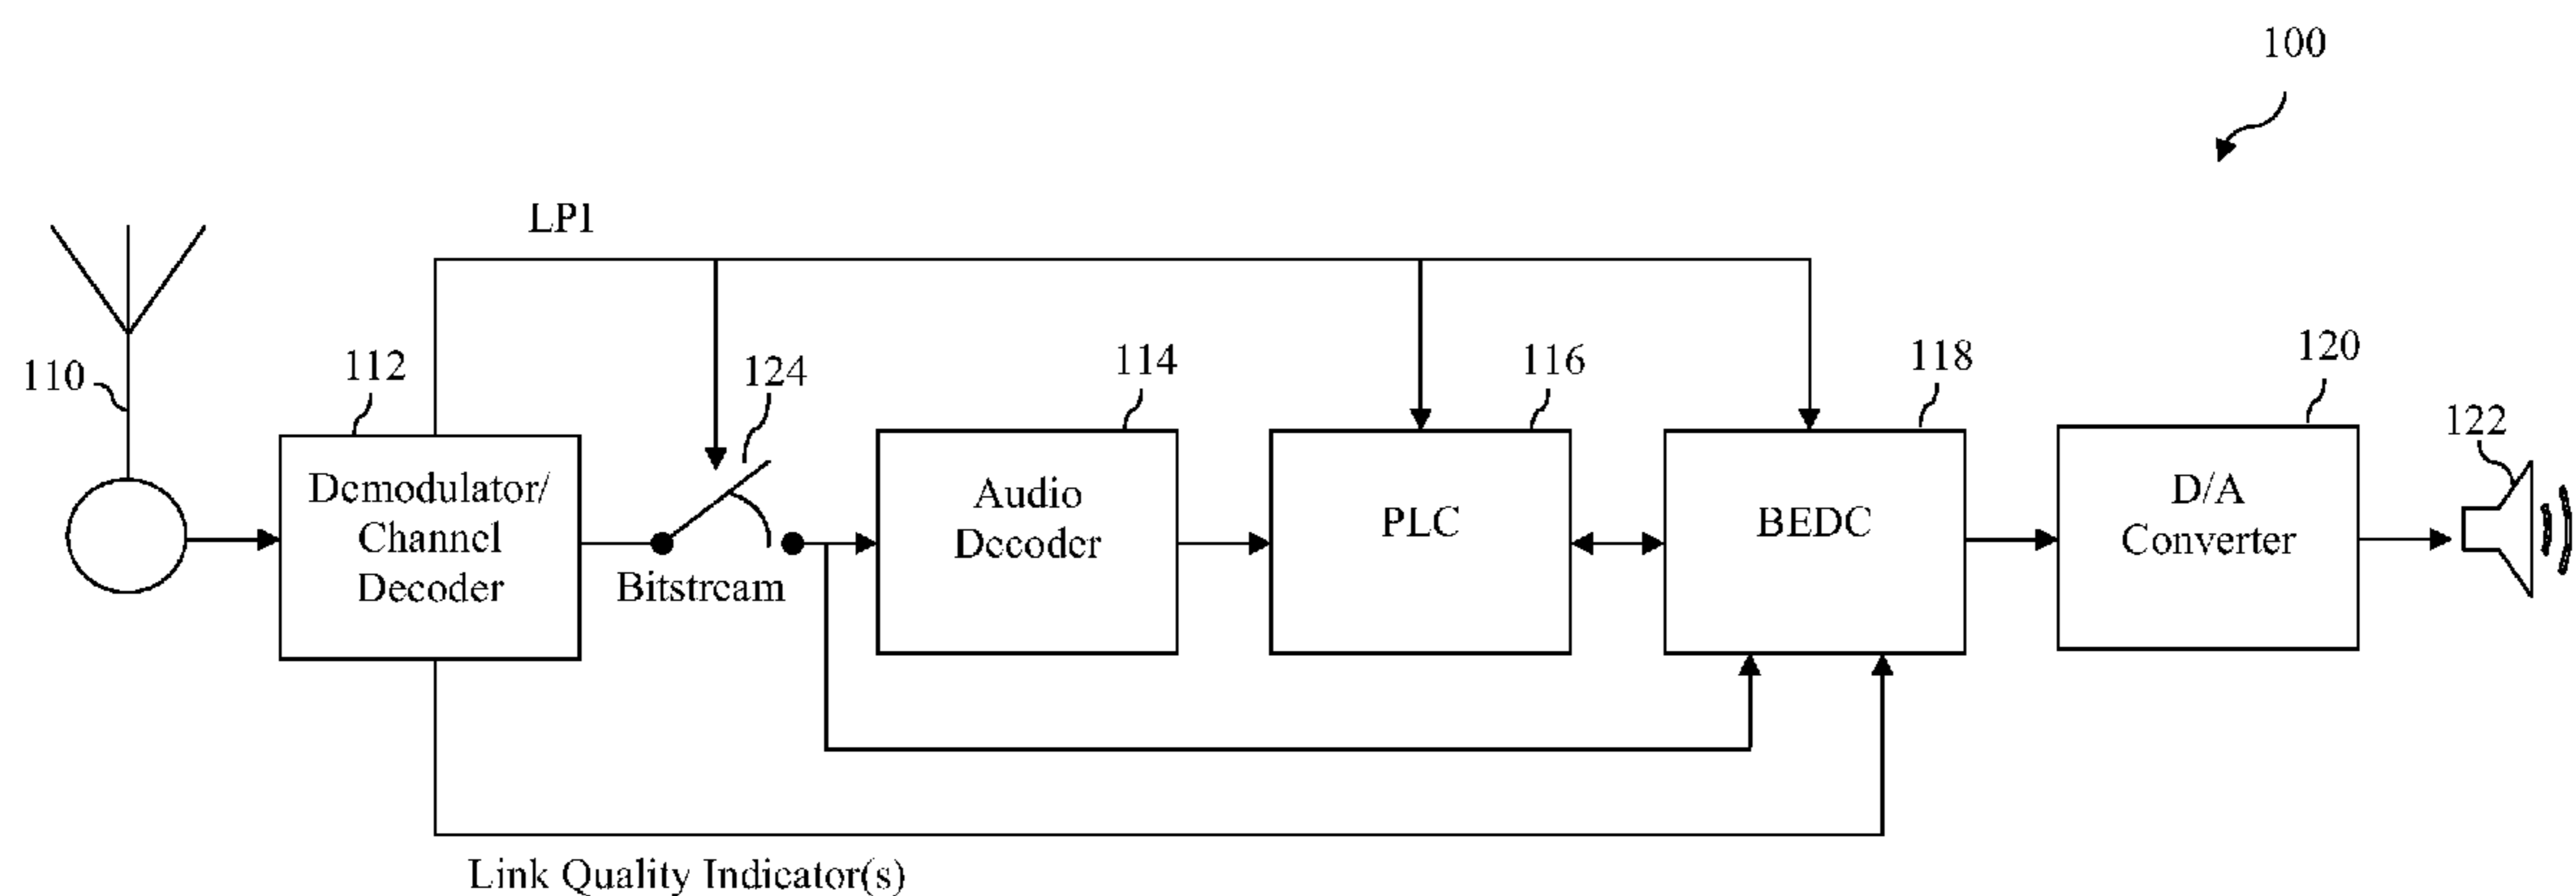 100
LPI
110
112
124
114
116
118
120
122
Demodulator/
Channel
Decoder
Bitstream
Audio
Decoder
PLC
BEDC
D/A
Converter
Link Quality Indicator(s)